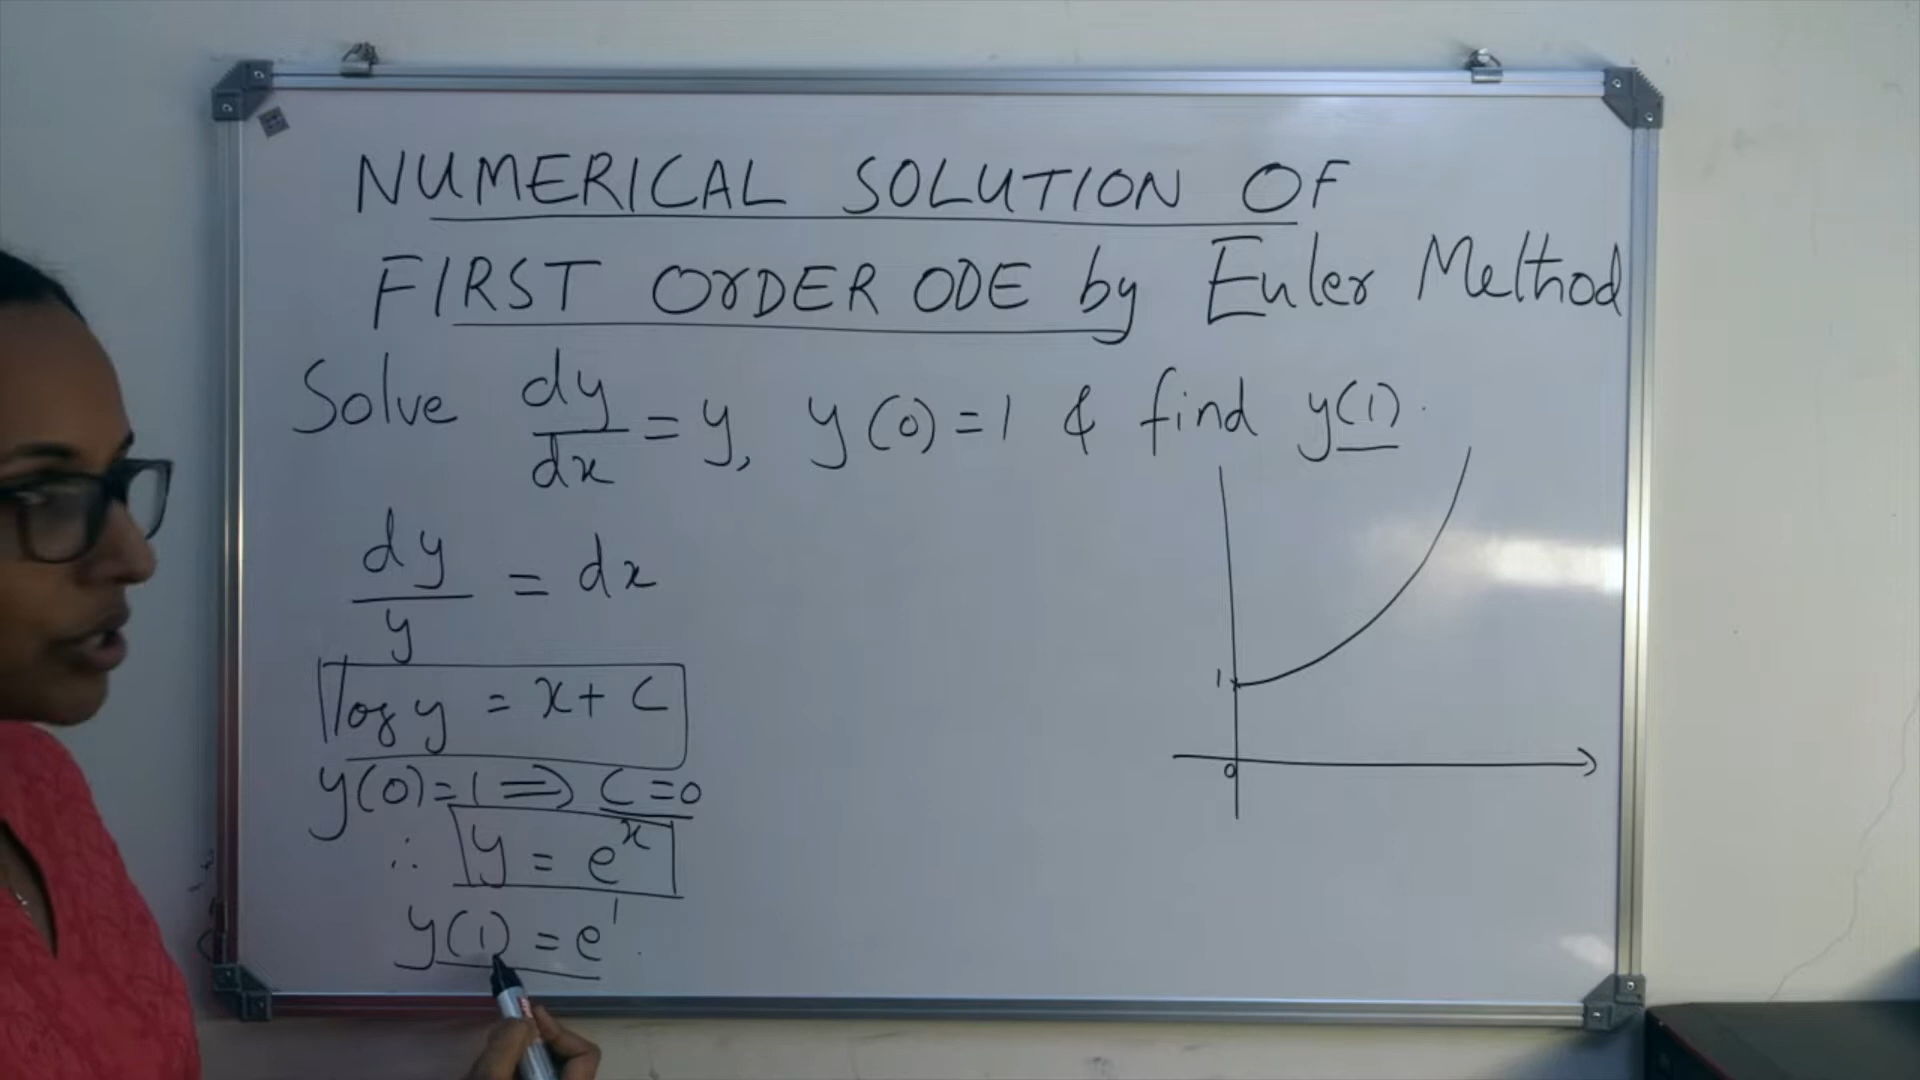 NUMERICAL SOLUTION OF
FIRST ORDER ODE by Euler Method
Solve dy/dx = y, y(0)=1 & find y(1).
dy/y = dx
log y = x + C
y(0)=1 ⇒ C=0
∴ y = e^x
y(1) = e^1.
1
0